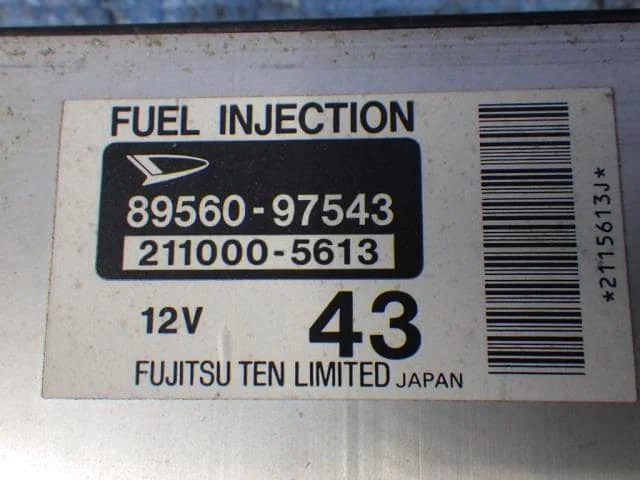 FUEL INJECTION
89560-97543
211000-5613
12V 43
FUJITSU TEN LIMITED JAPAN
*2115613J*